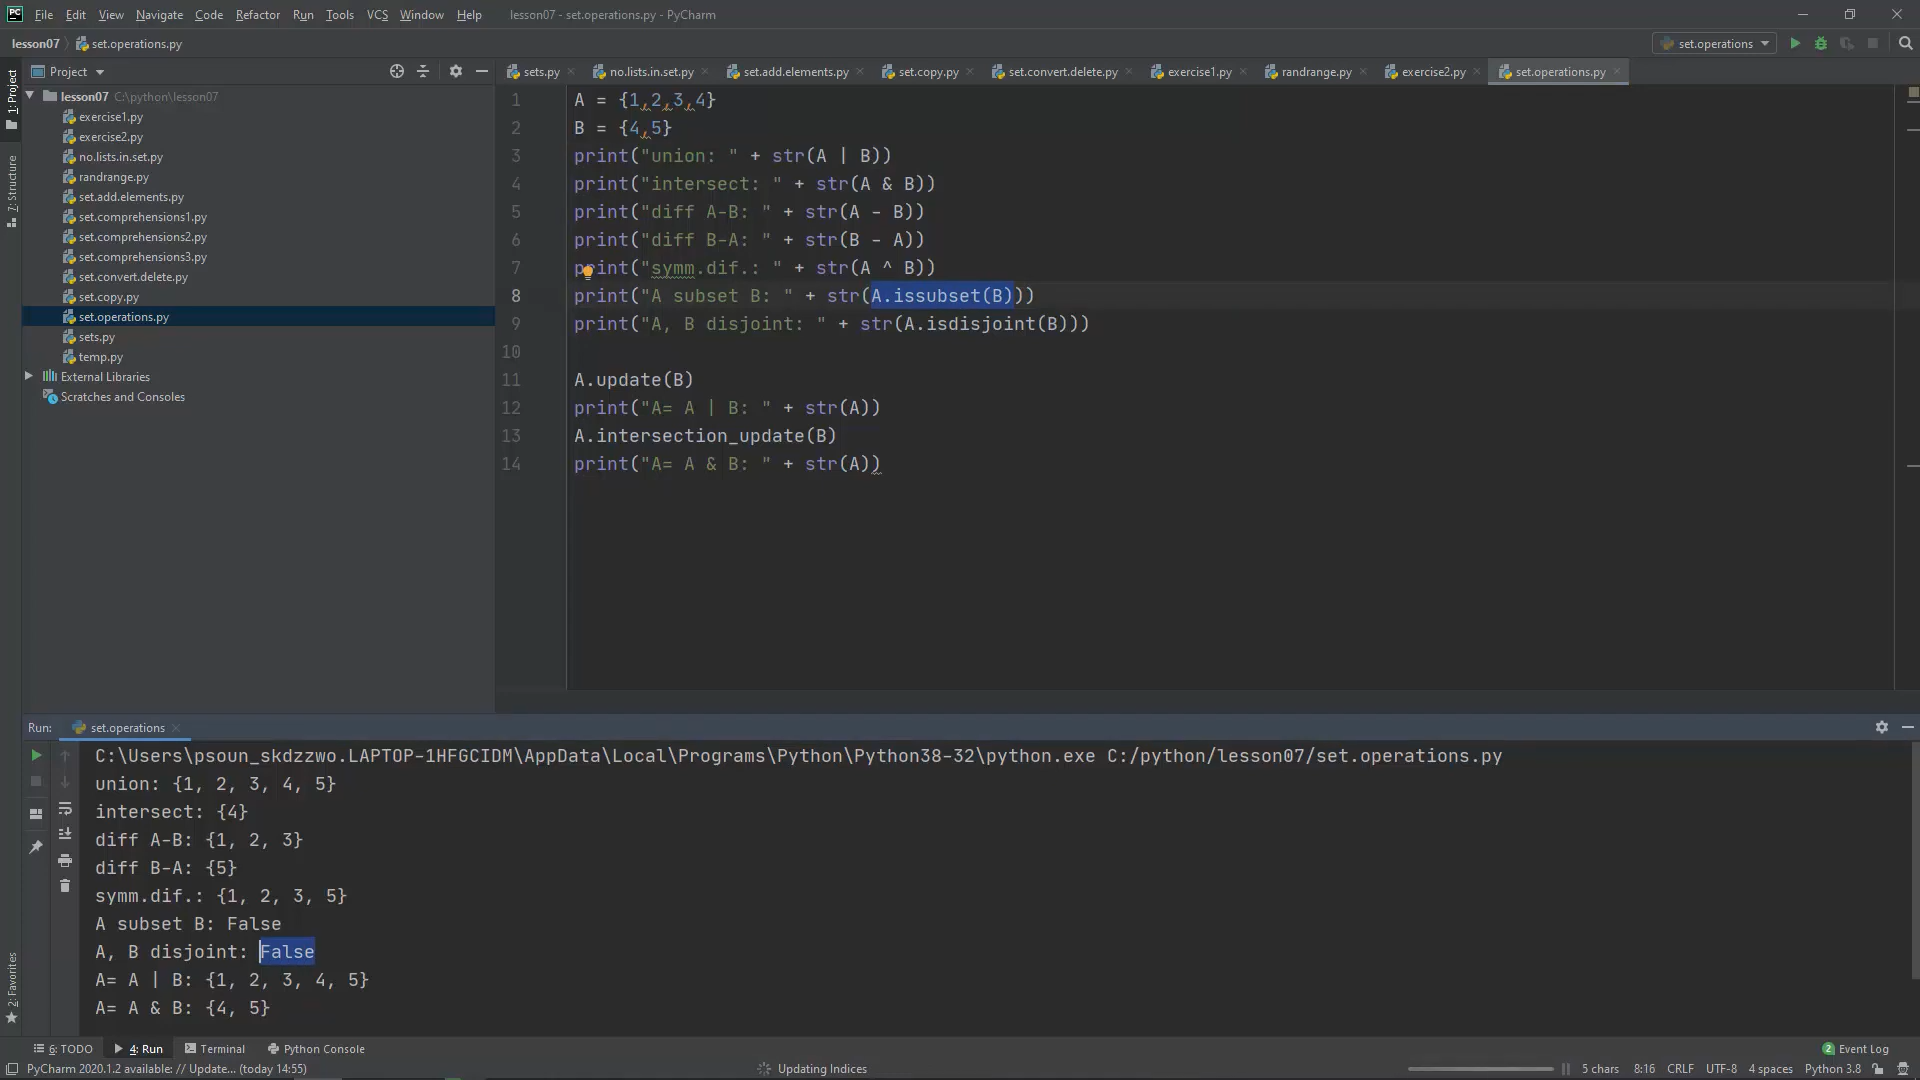 File Edit View Navigate Code Refactor Run Tools VCS Window Help lesson07 - set.operations.py - PyCharm
lesson07 set.operations.py set.operations
Project
sets.py no.lists.in.set.py set.add.elements.py set.copy.py set.convert.delete.py exercise1.py randrange.py exercise2.py set.operations.py
1: Project
7: Structure
2: Favorites
lesson07 C:\python\lesson07
exercise1.py
exercise2.py
no.lists.in.set.py
randrange.py
set.add.elements.py
set.comprehensions1.py
set.comprehensions2.py
set.comprehensions3.py
set.convert.delete.py
set.copy.py
set.operations.py
sets.py
temp.py
External Libraries
Scratches and Consoles
1 A = {1,2,3,4}
2 B = {4,5}
3 print("union: " + str(A | B))
4 print("intersect: " + str(A & B))
5 print("diff A-B: " + str(A - B))
6 print("diff B-A: " + str(B - A))
7 print("symm.dif.: " + str(A ^ B))
8 print("A subset B: " + str(A.issubset(B)))
9 print("A, B disjoint: " + str(A.isdisjoint(B)))
10
11 A.update(B)
12 print("A= A | B: " + str(A))
13 A.intersection_update(B)
14 print("A= A & B: " + str(A))
Run: set.operations
C:\Users\psoun_skdzzwo.LAPTOP-1HFGCIDM\AppData\Local\Programs\Python\Python38-32\python.exe C:/python/lesson07/set.operations.py
union: {1, 2, 3, 4, 5}
intersect: {4}
diff A-B: {1, 2, 3}
diff B-A: {5}
symm.dif.: {1, 2, 3, 5}
A subset B: False
A, B disjoint: False
A= A | B: {1, 2, 3, 4, 5}
A= A & B: {4, 5}
6: TODO 4: Run Terminal Python Console 2 Event Log
PyCharm 2020.1.2 available: // Update... (today 14:55) Updating Indices 5 chars 8:16 CRLF UTF-8 4 spaces Python 3.8